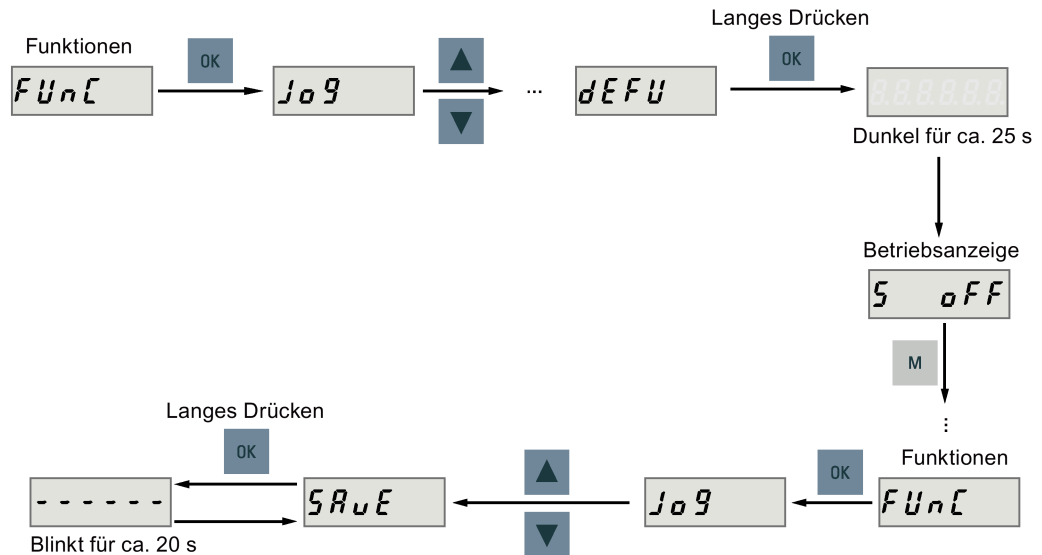 Langes Drücken
Funktionen
OK
OK
FUnC
Jog
...
dEFU
8.8.8.8.8.8.
Dunkel für ca. 25 s
Betriebsanzeige
S oFF
M
...
Langes Drücken
OK
Funktionen
OK
- - - - - -
SAvE
Jog
FUnC
Blinkt für ca. 20 s